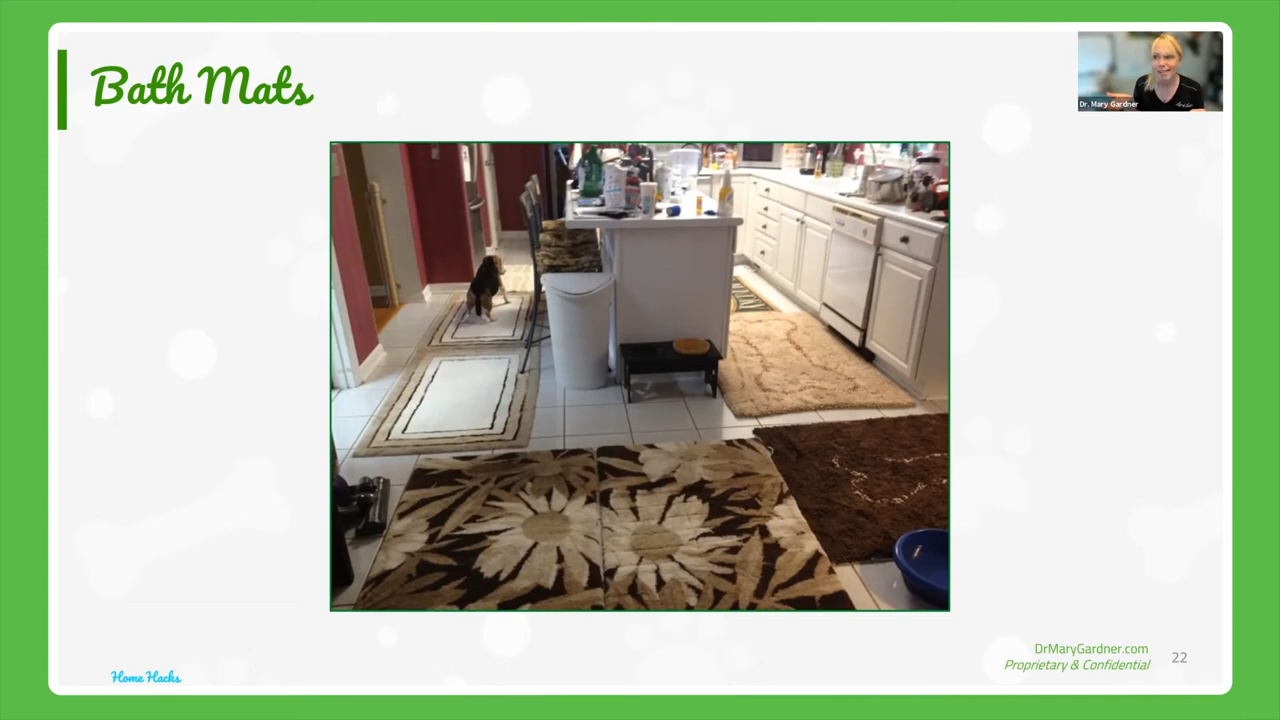 Bath Mats
Dr. Mary Gardner
Home Hacks
DrMaryGardner.com
Proprietary & Confidential
22